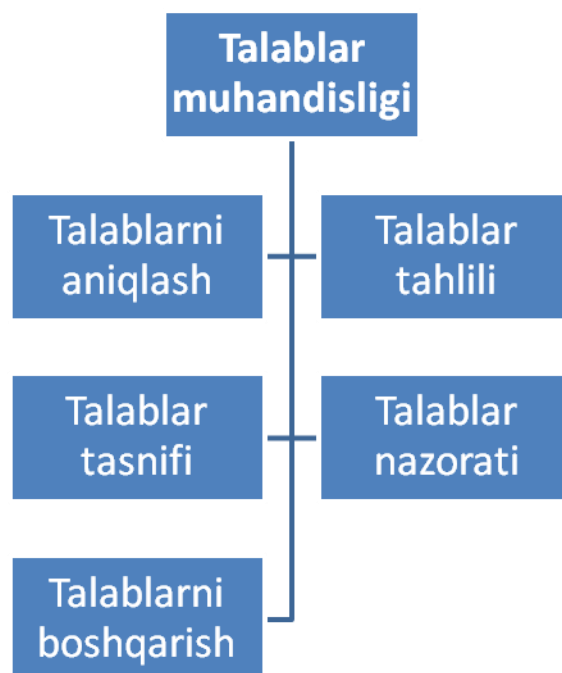 Talablar
muhandisligi
Talablarni
aniqlash
Talablar
tahlili
Talablar
tasnifi
Talablar
nazorati
Talablarni
boshqarish